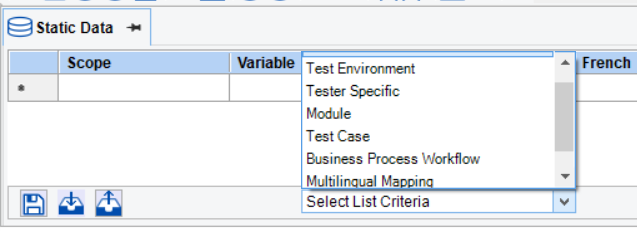 Static Data
Scope Variable French
*
Test Environment
Tester Specific
Module
Test Case
Business Process Workflow
Multilingual Mapping
Select List Criteria